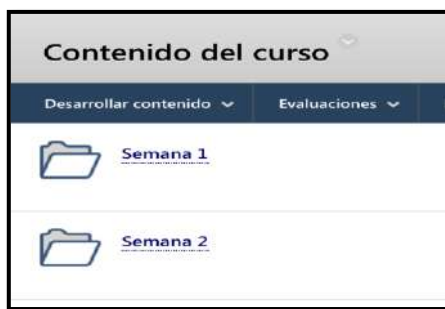 Contenido del curso
Desarrollar contenido Evaluaciones
Semana 1
Semana 2